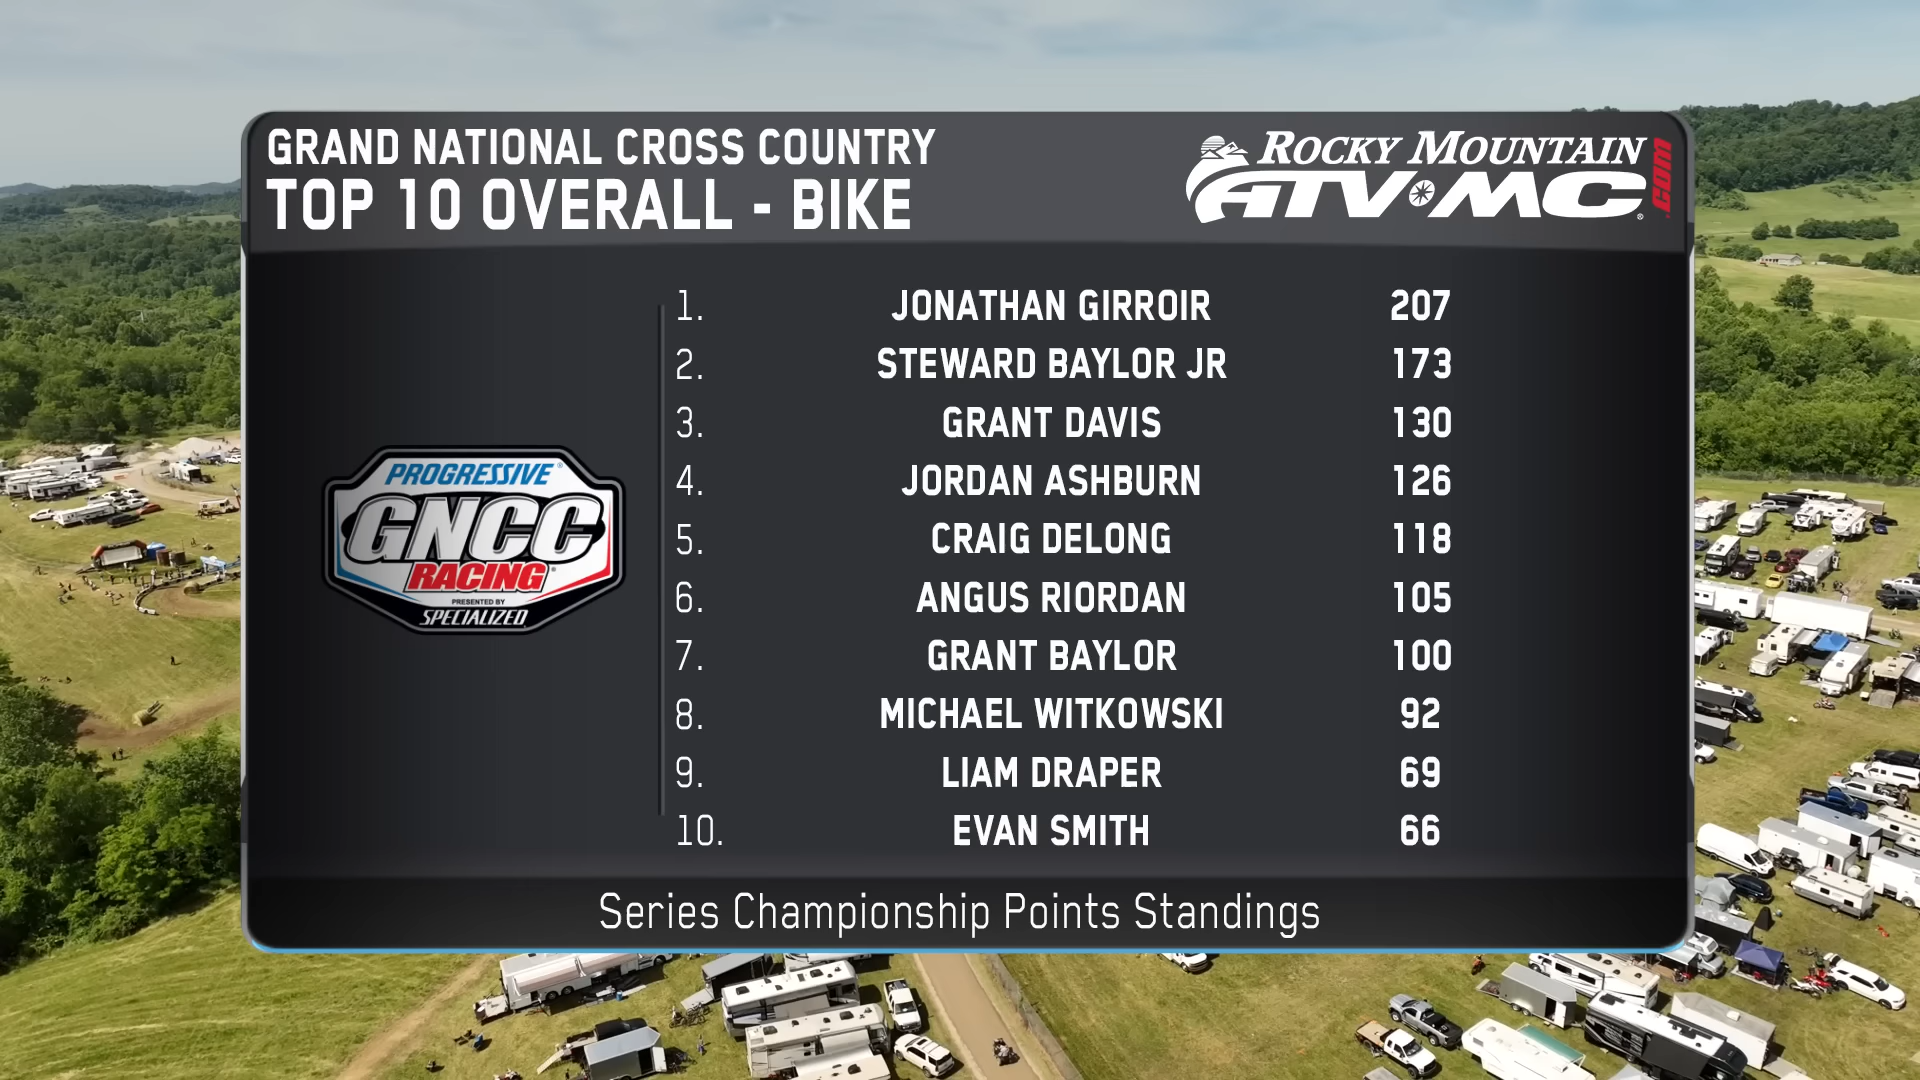 GRAND NATIONAL CROSS COUNTRY
TOP 10 OVERALL - BIKE
ROCKY MOUNTAIN
ATV MC
.COM
1. JONATHAN GIRROIR 207
2. STEWARD BAYLOR JR 173
3. GRANT DAVIS 130
4. JORDAN ASHBURN 126
5. CRAIG DELONG 118
6. ANGUS RIORDAN 105
7. GRANT BAYLOR 100
8. MICHAEL WITKOWSKI 92
9. LIAM DRAPER 69
10. EVAN SMITH 66
PROGRESSIVE
GNCC
RACING
PRESENTED BY
SPECIALIZED
Series Championship Points Standings